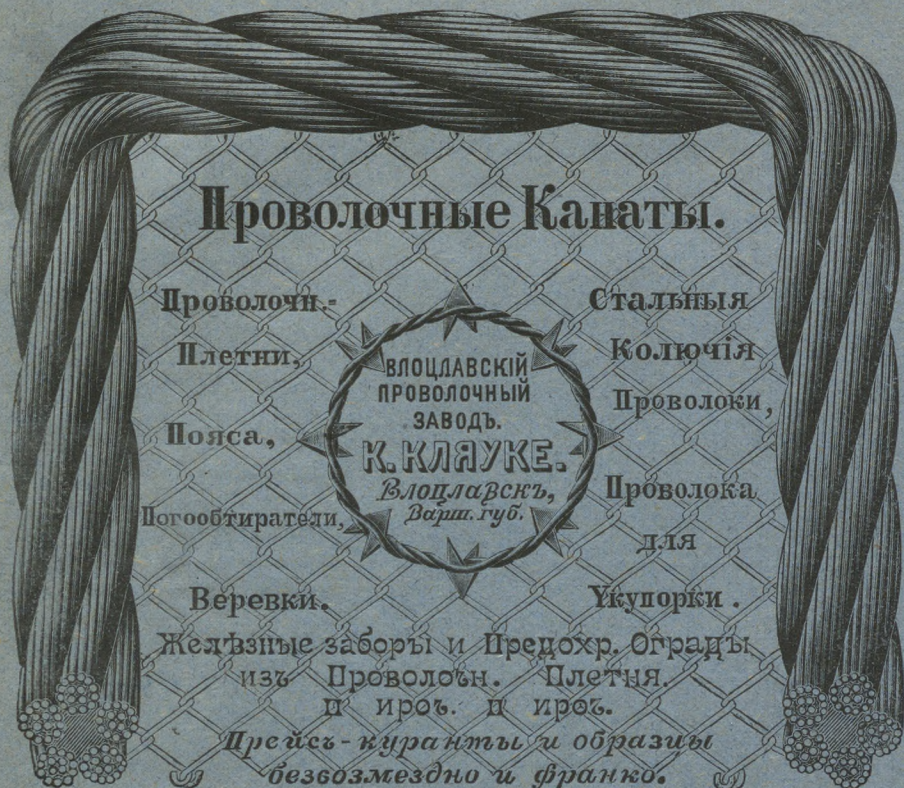 Проволочные Канаты.
Проволочн.-
Плетни,
Пояса,
Ногообтиратели,
Веревки.
ВЛОЦЛАВСКІЙ
ПРОВОЛОЧНЫЙ
ЗАВОДЪ.
К. КЛЯУКЕ.
Влоцлавскъ,
Варш. губ.
Стальныя
Колючія
Проволоки,
Проволока
для
Укупорки.
Желѣзные заборы и Предохр. Ограды
изъ Проволочн. Плетня.
и проч. и проч.
Прейсъ-куранты и образцы
безвозмездно и франко.